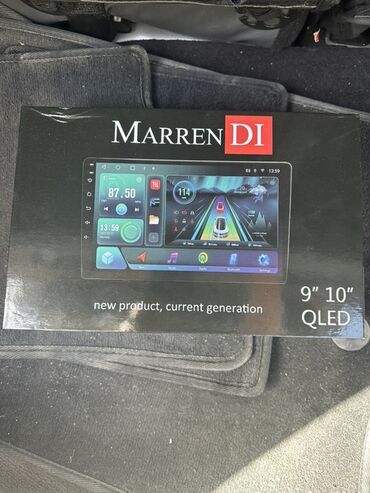 MARREN DI
13:59
87.50
114
13:59
new product, current generation
9" 10"
QLED